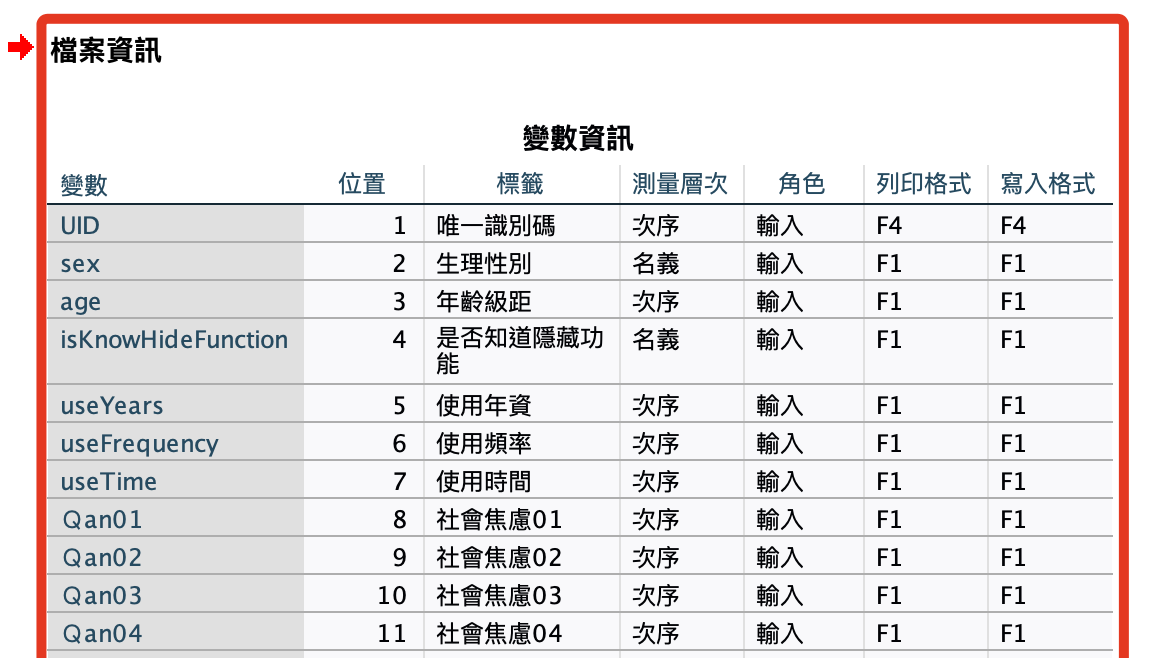 檔案資訊
變數資訊
變數 位置 標籤 測量層次 角色 列印格式 寫入格式
UID 1 唯一識別碼 次序 輸入 F4 F4
sex 2 生理性別 名義 輸入 F1 F1
age 3 年齡級距 次序 輸入 F1 F1
isKnowHideFunction 4 是否知道隱藏功 名義 輸入 F1 F1
能
useYears 5 使用年資 次序 輸入 F1 F1
useFrequency 6 使用頻率 次序 輸入 F1 F1
useTime 7 使用時間 次序 輸入 F1 F1
Qan01 8 社會焦慮01 次序 輸入 F1 F1
Qan02 9 社會焦慮02 次序 輸入 F1 F1
Qan03 10 社會焦慮03 次序 輸入 F1 F1
Qan04 11 社會焦慮04 次序 輸入 F1 F1